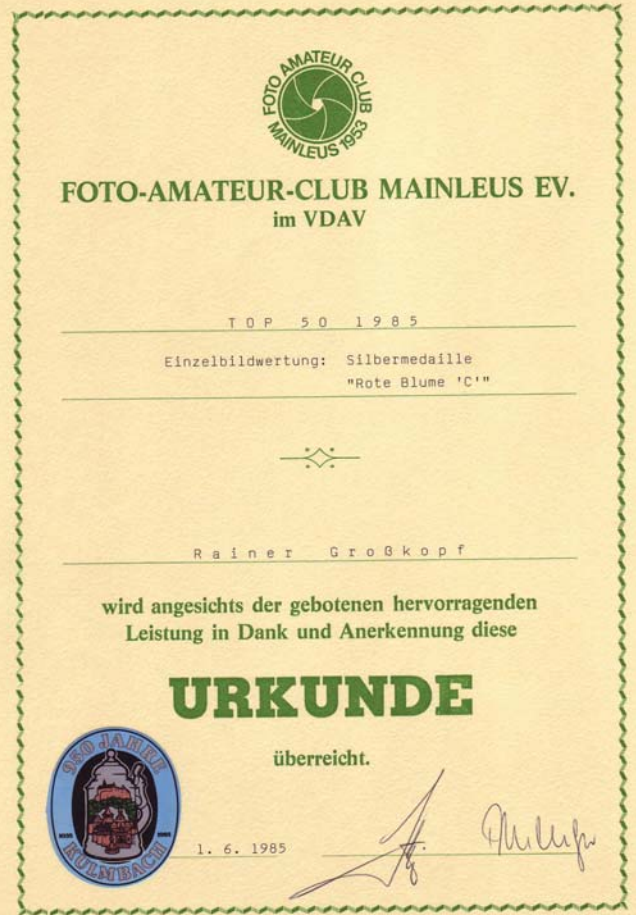 FOTO AMATEUR CLUB
MAINLEUS 1953
FOTO-AMATEUR-CLUB MAINLEUS EV.
im VDAV
TOP 50 1985
Einzelbildwertung: Silbermedaille
"Rote Blume 'C'"
Rainer Großkopf
wird angesichts der gebotenen hervorragenden
Leistung in Dank und Anerkennung diese
URKUNDE
überreicht.
950 JAHRE
KULMBACH
1. 6. 1985